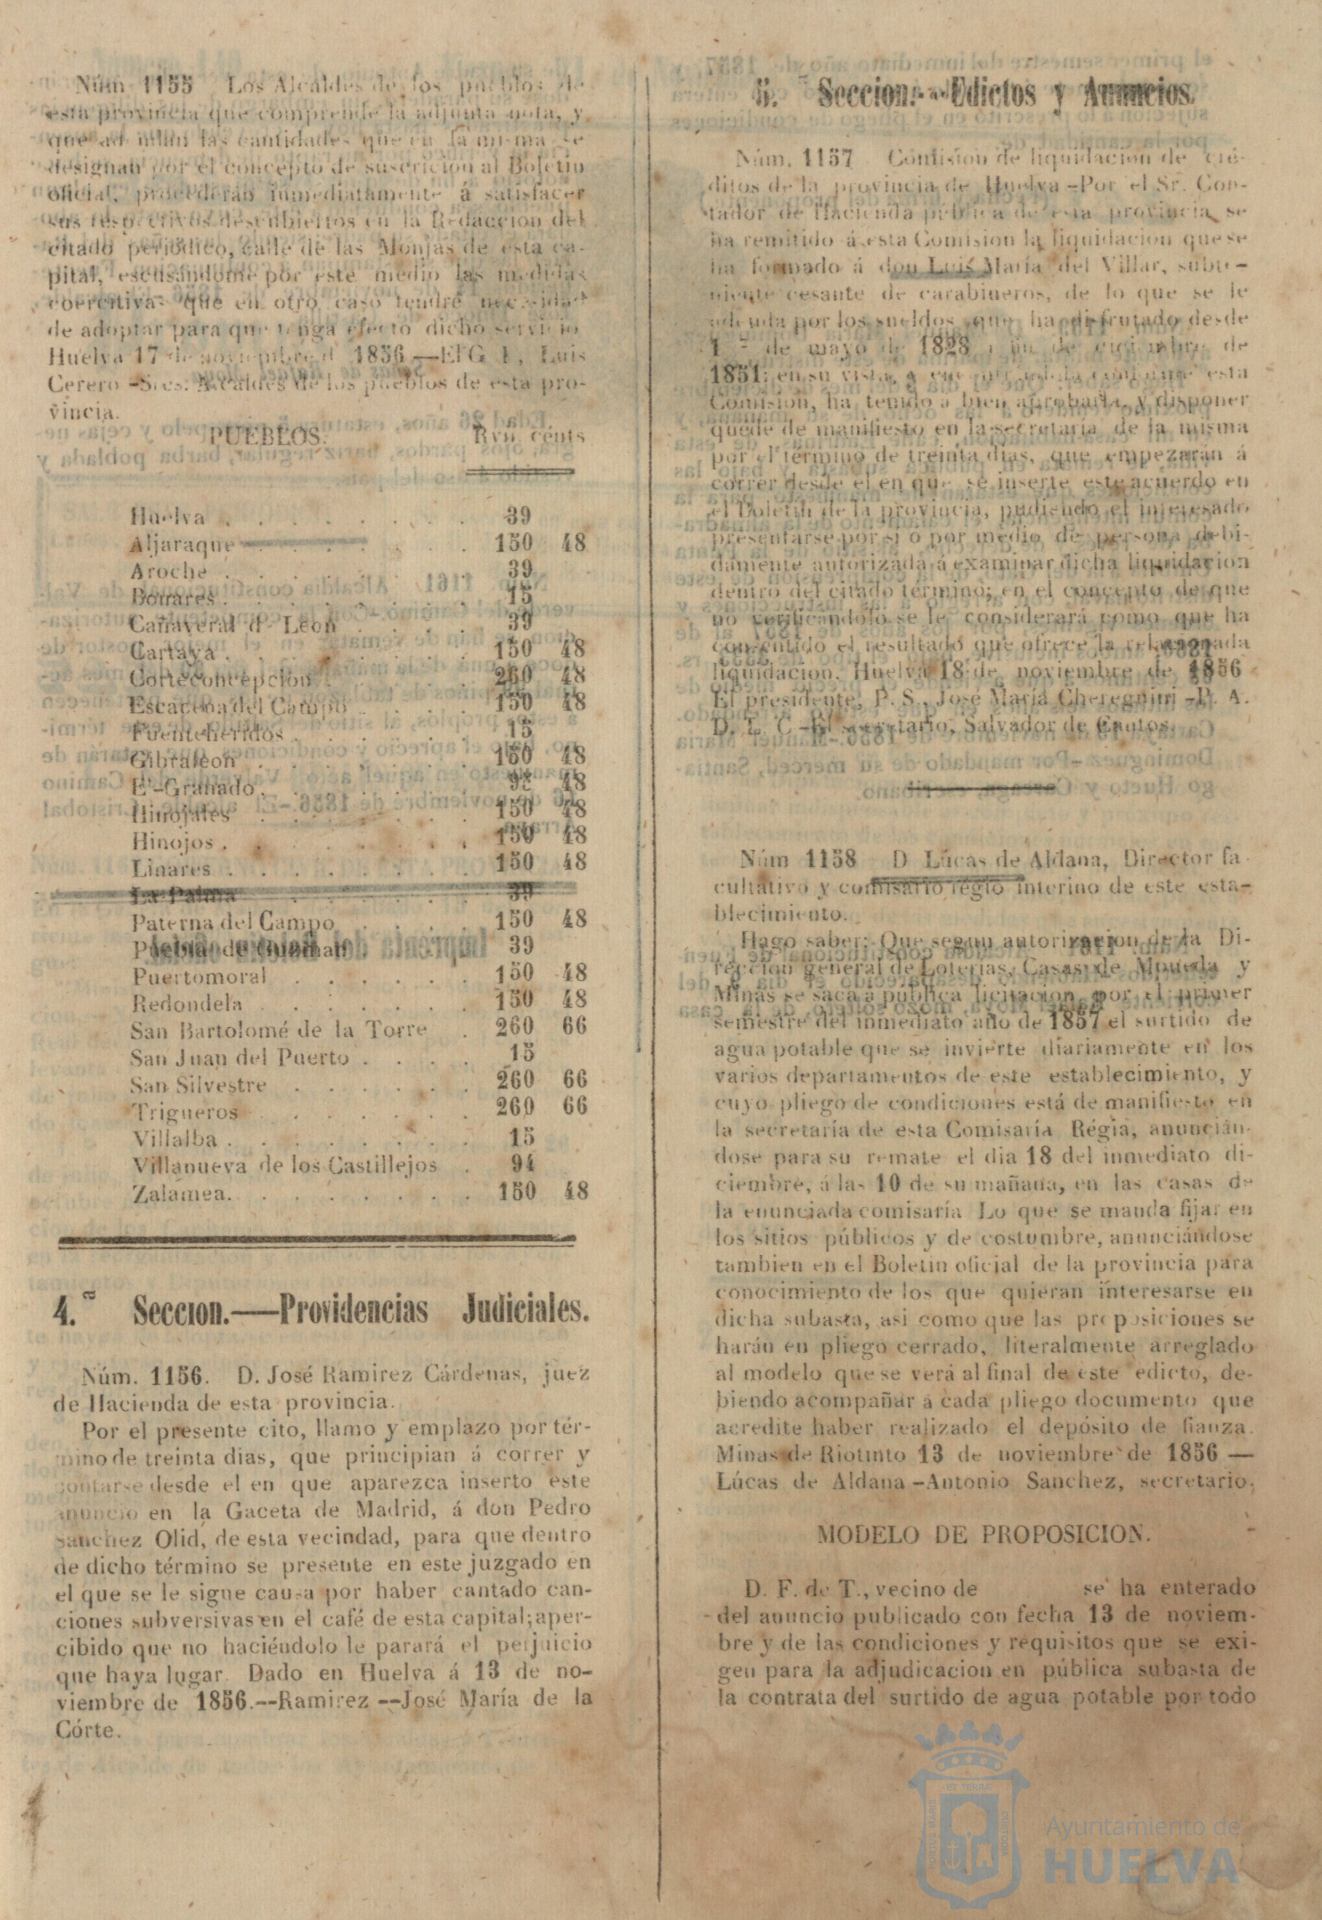 Núm 1155 Los Alcaldes de los pueblos de
esta provincia que comprende la adjunta nota, y
que adeudan las cantidades que en la misma se
designan por el concepto de suscricion al Boletin
oficial, procederán inmediatamente á satisfacer
sus respectivos descubiertos en la Redaccion del
citado periódico, calle de las Monjas de esta ca-
pital, escusándome por este medio las medidas
coercitivas que en otro caso tendré necesidad
de adoptar para que tenga efecto dicho servicio
Huelva 17 de noviembre de 1856.—El G. I., Luis
Cerero -Sres. Alcaldes de los pueblos de esta pro-
vincia.
PUEBLOS. Rvn. cénts
Huelva . . . . . . . . 39
Aljaraque . . . . . 150 48
Aroche . . . . . . . . 39
Bonares . . . . . . . . 15
Cañaveral de Leon . . . . 39
Cartaya . . . . . . . . 150 48
Corteconcepcion . . . . . 260 48
Escacena del Campo . . . . 150 48
Fuenteheridos . . . . . . 15
Gibraleon . . . . . . . 150 48
El Granado . . . . . . 48
Hinojales . . . . . . . 150 48
Hinojos . . . . . . . . 150 48
Linares . . . . . . . . 150 48
La Palma . . . . . . . 39
Paterna del Campo . . . . 150 48
Puebla de Guzman . . . . 39
Puertomoral . . . . . . 150 48
Redondela . . . . . . . 150 48
San Bartolomé de la Torre . 260 66
San Juan del Puerto . . . . 15
San Silvestre . . . . . . 260 66
Trigueros . . . . . . . 260 66
Villalba . . . . . . . . 15
Villanueva de los Castillejos . 94
Zalamea. . . . . . . . 150 48
4.ª Seccion.—Providencias Judiciales.
Núm. 1156. D. José Ramirez Cárdenas, juez
de Hacienda de esta provincia.
Por el presente cito, llamo y emplazo por tér-
mino de treinta dias, que principian á correr y
contarse desde el en que aparezca inserto este
anuncio en la Gaceta de Madrid, á don Pedro
Sanchez Olid, de esta vecindad, para que dentro
de dicho término se presente en este juzgado en
el que se le sigue causa por haber cantado can-
ciones subversivas en el café de esta capital; aper-
cibido que no haciéndolo le parará el perjuicio
que haya lugar. Dado en Huelva á 13 de no-
viembre de 1856.--Ramirez --José María de la
Córte.
5.ª Seccion.--Edictos y Anuncios.
Núm. 1157 Comision de liquidacion de cré-
ditos de la provincia de Huelva -Por el Sr. Con-
tador de Hacienda pública de esta provincia se
ha remitido á esta Comision la liquidacion que se
ha formado á don Luis María del Villar, subte-
niente cesante de carabineros, de lo que se le
adeuda por los sueldos que ha disfrutado desde
1.º de mayo de 1828 á fin de diciembre de
1851; en su vista, esta
Comision, ha tenido á bien aprobarla, y disponer
quede de manifiesto en la secretaría de la misma
por el término de treinta dias, que empezarán á
correr desde el en que se inserte este acuerdo en
el Boletin de la provincia, pudiendo el interesado
presentarse por sí ó por medio de persona debi-
damente autorizada á examinar dicha liquidacion
dentro del citado término; en el concepto de que
no verificándolo se le considerará como que ha
consentido el resultado que ofrece la relacionada
liquidacion. Huelva 18 de noviembre de 1856
El presidente, P. S., José María Chereguini -P. A.
D. L. C.-El secretario, Salvador de Cantos.
Núm 1158 D. Lúcas de Aldana, Director fa-
cultativo y comisario regio interino de este esta-
blecimiento.
Hago saber: Que segun autorizacion de la Di-
reccion general de Loterías, Casas de Moneda y
Minas se saca á pública licitacion, por el primer
semestre del inmediato año de 1857 el surtido de
agua potable que se invierte diariamente en los
varios departamentos de este establecimiento, y
cuyo pliego de condiciones está de manifiesto en
la secretaría de esta Comisaría Régia, anuncián-
dose para su remate el dia 18 del inmediato di-
ciembre, á las 10 de su mañana, en las casas de
la enunciada comisaría Lo que se manda fijar en
los sitios públicos y de costumbre, anunciándose
tambien en el Boletin oficial de la provincia para
conocimiento de los que quieran interesarse en
dicha subasta, asi como que las proposiciones se
harán en pliego cerrado, literalmente arreglado
al modelo que se verá al final de este edicto, de-
biendo acompañar á cada pliego documento que
acredite haber realizado el depósito de fianza.
Minas de Riotinto 13 de noviembre de 1856 —
Lúcas de Aldana -Antonio Sanchez, secretario.
MODELO DE PROPOSICION.
D. F. de T., vecino de se ha enterado
del anuncio publicado con fecha 13 de noviem-
bre y de las condiciones y requisitos que se exi-
gen para la adjudicacion en pública subasta de
la contrata del surtido de agua potable por todo
Ayuntamiento de
HUELVA